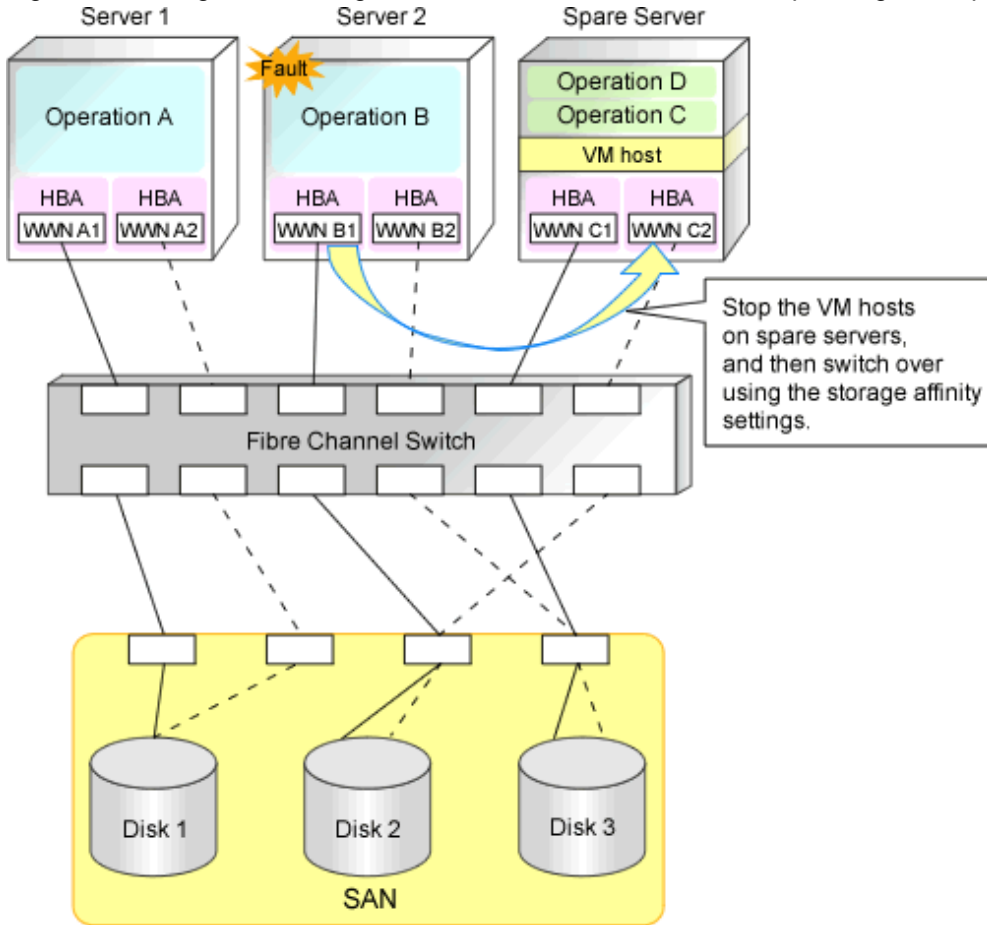 Server 1
Server 2
Spare Server
Fault
Operation A
Operation B
Operation D
Operation C
VM host
HBA
HBA
HBA
HBA
HBA
HBA
WWN A1
WWN A2
WWN B1
WWN B2
WWN C1
WWN C2
Stop the VM hosts
on spare servers,
and then switch over
using the storage affinity
settings.
Fibre Channel Switch
Disk 1
Disk 2
Disk 3
SAN